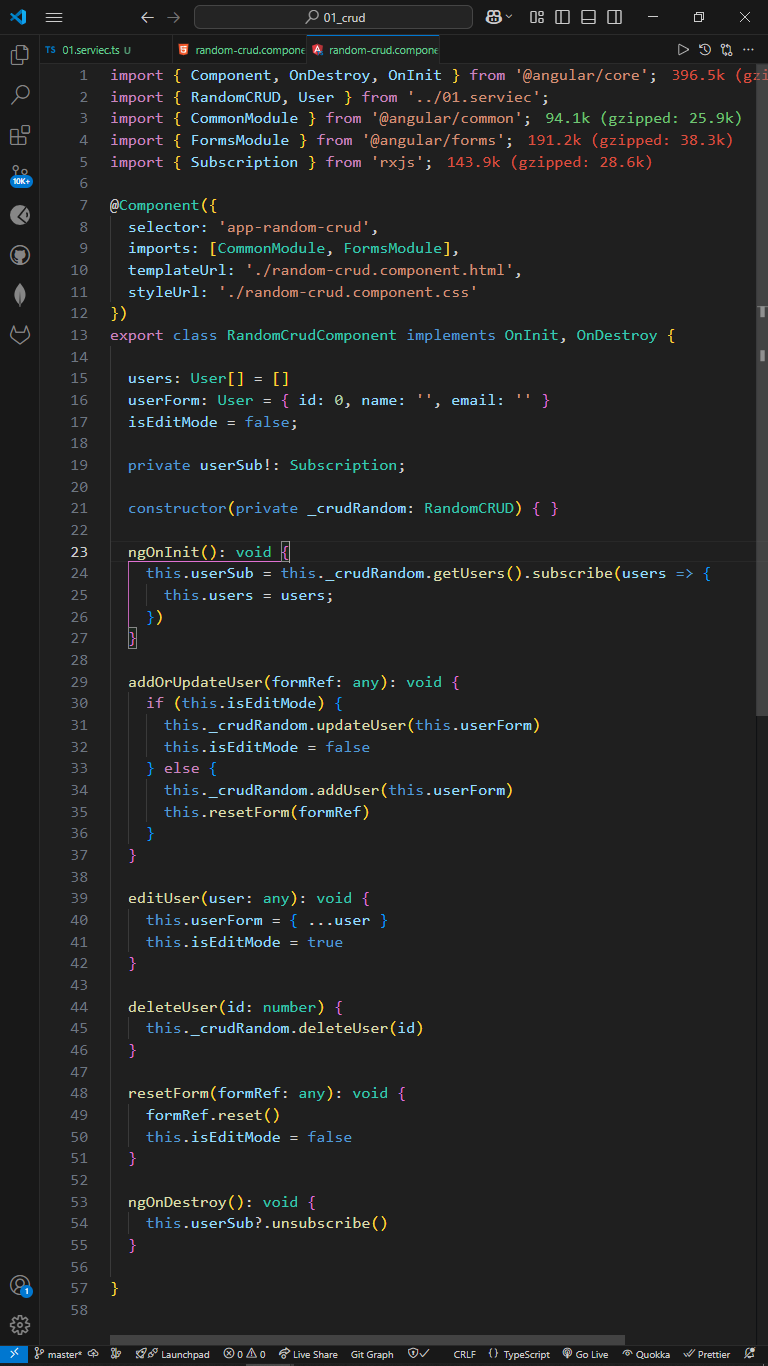 01_crud
TS 01.serviec.ts U
random-crud.compone
random-crud.compone
1 import { Component, OnDestroy, OnInit } from '@angular/core'; 396.5k (gzi
2 import { RandomCRUD, User } from '../01.serviec';
3 import { CommonModule } from '@angular/common'; 94.1k (gzipped: 25.9k)
4 import { FormsModule } from '@angular/forms'; 191.2k (gzipped: 38.3k)
5 import { Subscription } from 'rxjs'; 143.9k (gzipped: 28.6k)
6
7 @Component({
8 selector: 'app-random-crud',
9 imports: [CommonModule, FormsModule],
10 templateUrl: './random-crud.component.html',
11 styleUrl: './random-crud.component.css'
12 })
13 export class RandomCrudComponent implements OnInit, OnDestroy {
14
15 users: User[] = []
16 userForm: User = { id: 0, name: '', email: '' }
17 isEditMode = false;
18
19 private userSub!: Subscription;
20
21 constructor(private _crudRandom: RandomCRUD) { }
22
23 ngOnInit(): void {
24 this.userSub = this._crudRandom.getUsers().subscribe(users => {
25 this.users = users;
26 })
27 }
28
29 addOrUpdateUser(formRef: any): void {
30 if (this.isEditMode) {
31 this._crudRandom.updateUser(this.userForm)
32 this.isEditMode = false
33 } else {
34 this._crudRandom.addUser(this.userForm)
35 this.resetForm(formRef)
36 }
37 }
38
39 editUser(user: any): void {
40 this.userForm = { ...user }
41 this.isEditMode = true
42 }
43
44 deleteUser(id: number) {
45 this._crudRandom.deleteUser(id)
46 }
47
48 resetForm(formRef: any): void {
49 formRef.reset()
50 this.isEditMode = false
51 }
52
53 ngOnDestroy(): void {
54 this.userSub?.unsubscribe()
55 }
56
57 }
58
10K+
1
master* Launchpad 0 0 Live Share Git Graph CRLF {} TypeScript Go Live Quokka Prettier